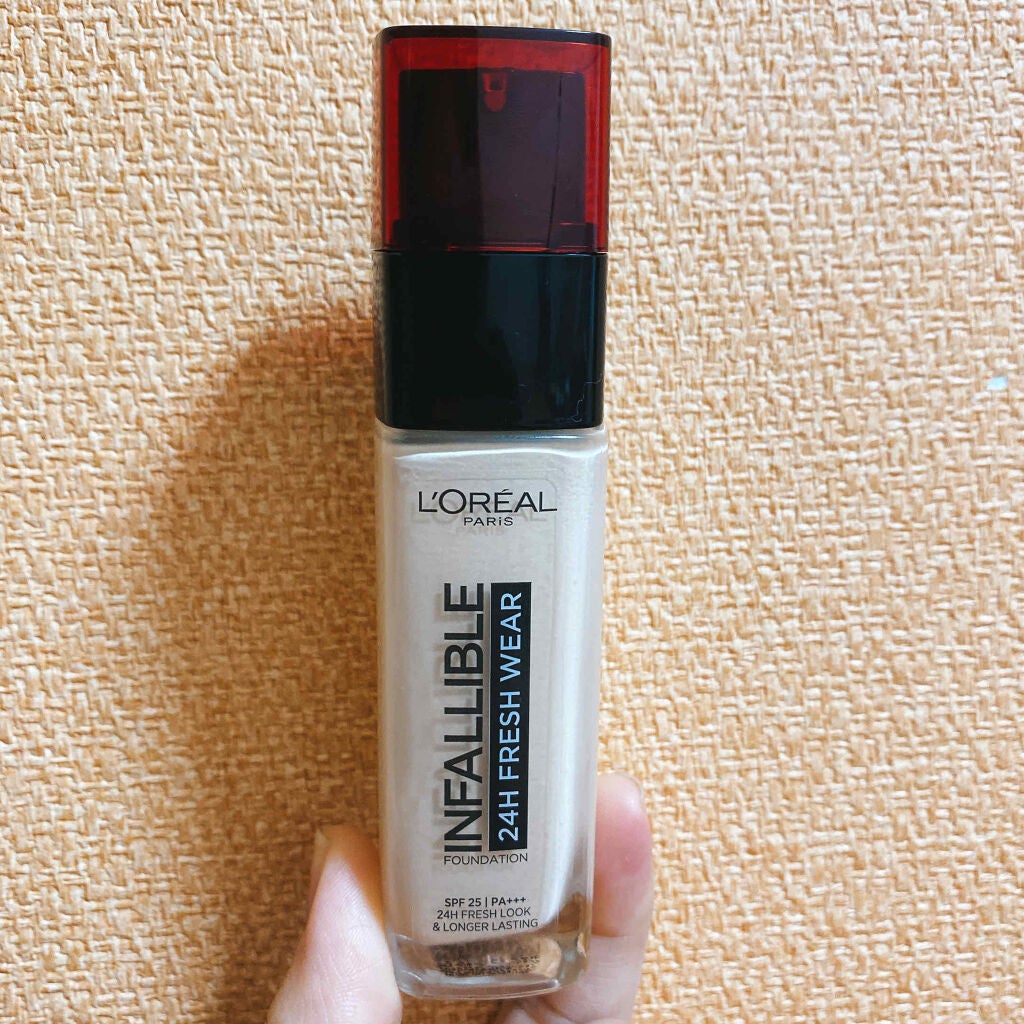 L'ORÉAL
PARIS
INFALLIBLE
24H FRESH WEAR
FOUNDATION
SPF 25 | PA+++
24H FRESH LOOK
& LONGER LASTING